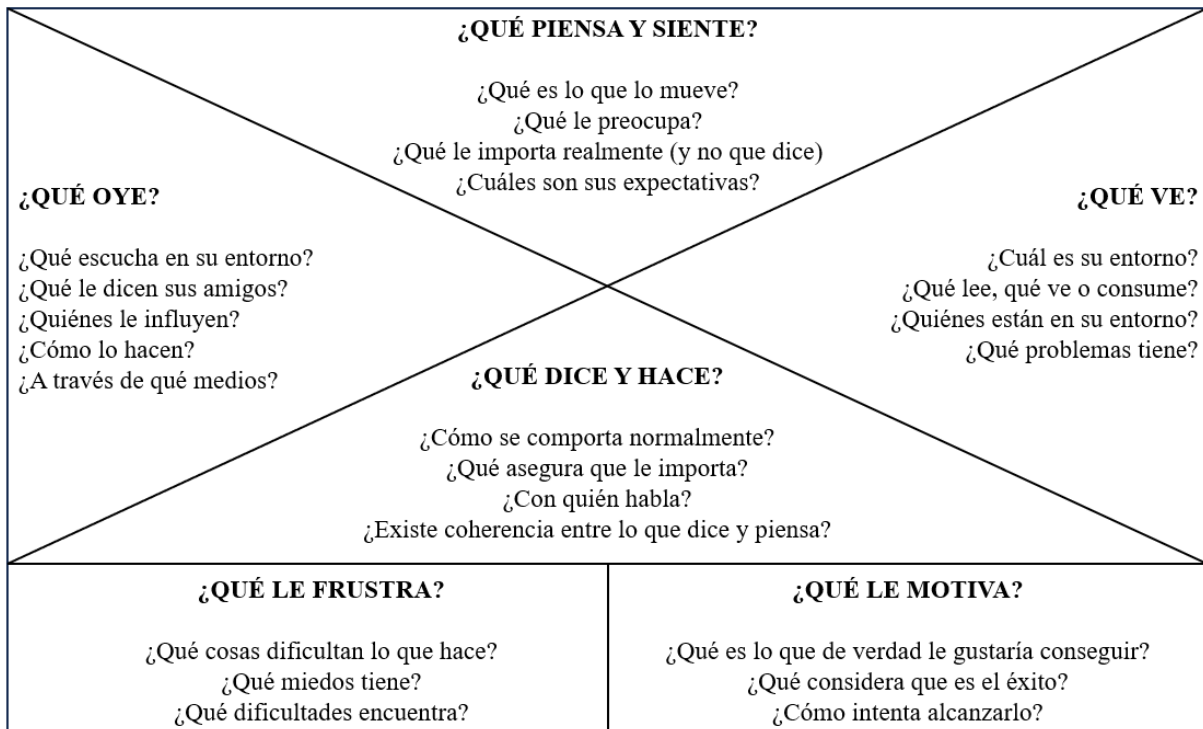 ¿QUÉ PIENSA Y SIENTE?
¿Qué es lo que lo mueve?
¿Qué le preocupa?
¿Qué le importa realmente (y no que dice)
¿Cuáles son sus expectativas?
¿QUÉ OYE?
¿Qué escucha en su entorno?
¿Qué le dicen sus amigos?
¿Quiénes le influyen?
¿Cómo lo hacen?
¿A través de qué medios?
¿QUÉ VE?
¿Cuál es su entorno?
¿Qué lee, qué ve o consume?
¿Quiénes están en su entorno?
¿Qué problemas tiene?
¿QUÉ DICE Y HACE?
¿Cómo se comporta normalmente?
¿Qué asegura que le importa?
¿Con quién habla?
¿Existe coherencia entre lo que dice y piensa?
¿QUÉ LE FRUSTRA?
¿Qué cosas dificultan lo que hace?
¿Qué miedos tiene?
¿Qué dificultades encuentra?
¿QUÉ LE MOTIVA?
¿Qué es lo que de verdad le gustaría conseguir?
¿Qué considera que es el éxito?
¿Cómo intenta alcanzarlo?